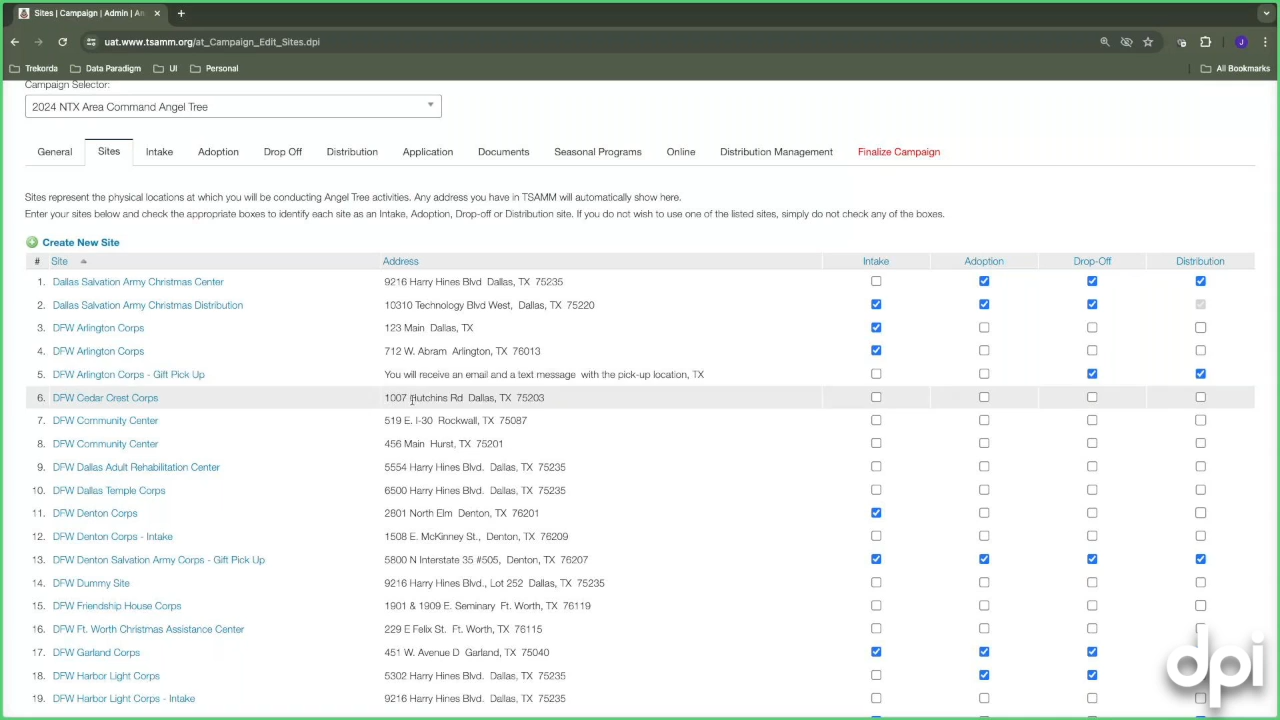 Sites | Campaign | Admin | An
uat.www.tsamm.org/at_Campaign_Edit_Sites.dpi
J
Trekorda Data Paradigm UI Personal All Bookmarks
Campaign Selector:
2024 NTX Area Command Angel Tree
General Sites Intake Adoption Drop Off Distribution Application Documents Seasonal Programs Online Distribution Management Finalize Campaign
Sites represent the physical locations at which you will be conducting Angel Tree activities. Any address you have in TSAMM will automatically show here.
Enter your sites below and check the appropriate boxes to identify each site as an Intake, Adoption, Drop-off or Distribution site. If you do not wish to use one of the listed sites, simply do not check any of the boxes.
Create New Site
# Site Address Intake Adoption Drop-Off Distribution
1. Dallas Salvation Army Christmas Center 9216 Harry Hines Blvd Dallas, TX 75235
2. Dallas Salvation Army Christmas Distribution 10310 Technology Blvd West, Dallas, TX 75220
3. DFW Arlington Corps 123 Main Dallas, TX
4. DFW Arlington Corps 712 W. Abram Arlington, TX 76013
5. DFW Arlington Corps - Gift Pick Up You will receive an email and a text message with the pick-up location, TX
6. DFW Cedar Crest Corps 1007 Hutchins Rd Dallas, TX 75203
7. DFW Community Center 519 E. I-30 Rockwall, TX 75087
8. DFW Community Center 456 Main Hurst, TX 75201
9. DFW Dallas Adult Rehabilitation Center 5554 Harry Hines Blvd. Dallas, TX 75235
10. DFW Dallas Temple Corps 6500 Harry Hines Blvd. Dallas, TX 75235
11. DFW Denton Corps 2801 North Elm Denton, TX 76201
12. DFW Denton Corps - Intake 1508 E. McKinney St., Denton, TX 76209
13. DFW Denton Salvation Army Corps - Gift Pick Up 5800 N Interstate 35 #505, Denton, TX 76207
14. DFW Dummy Site 9216 Harry Hines Blvd., Lot 252 Dallas, TX 75235
15. DFW Friendship House Corps 1901 & 1909 E. Seminary Ft. Worth, TX 76119
16. DFW Ft. Worth Christmas Assistance Center 229 E Felix St. Ft. Worth, TX 76115
17. DFW Garland Corps 451 W. Avenue D Garland, TX 75040
18. DFW Harbor Light Corps 5302 Harry Hines Blvd. Dallas, TX 75235
19. DFW Harbor Light Corps - Intake 9216 Harry Hines Blvd. Dallas, TX 75235
dpi